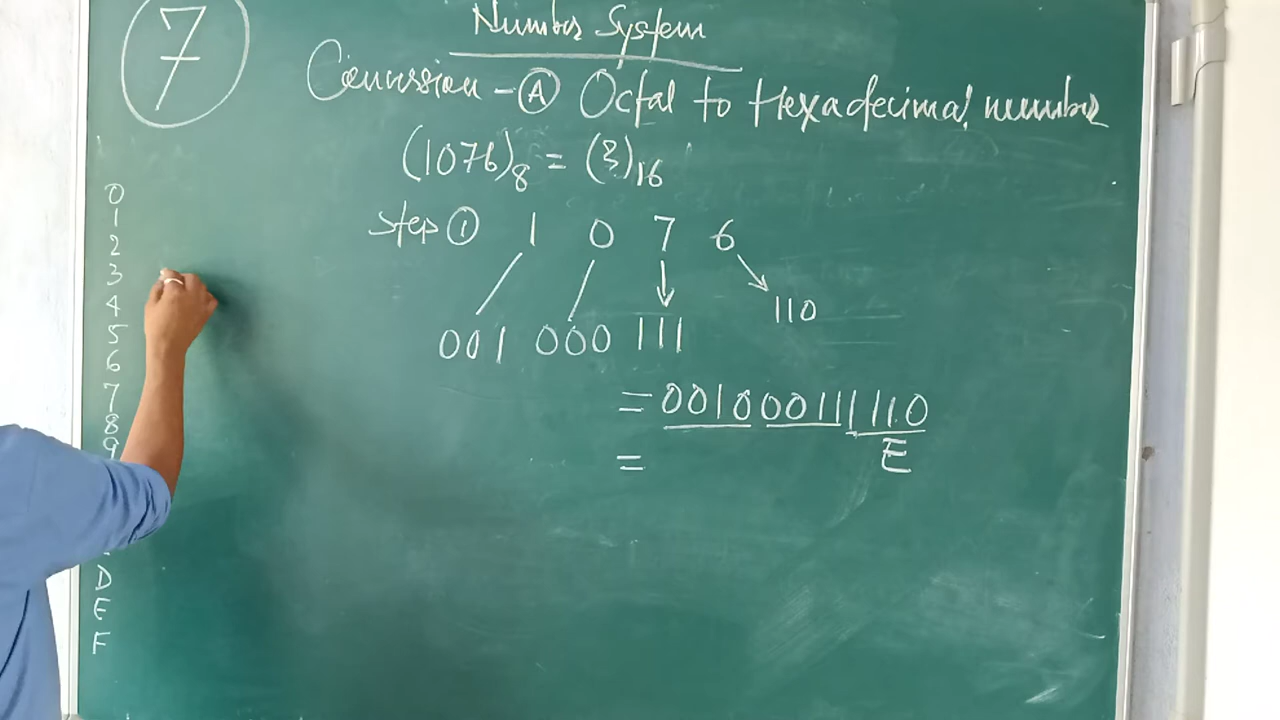 7
Number System
Conversion - A Octal to Hexadecimal number
(1076)8 = (?)16
Step 1 1 0 7 6
001 000 111 110
= 001000111110
= E
0
1
2
3
4
5
6
7
8
9
D
E
F